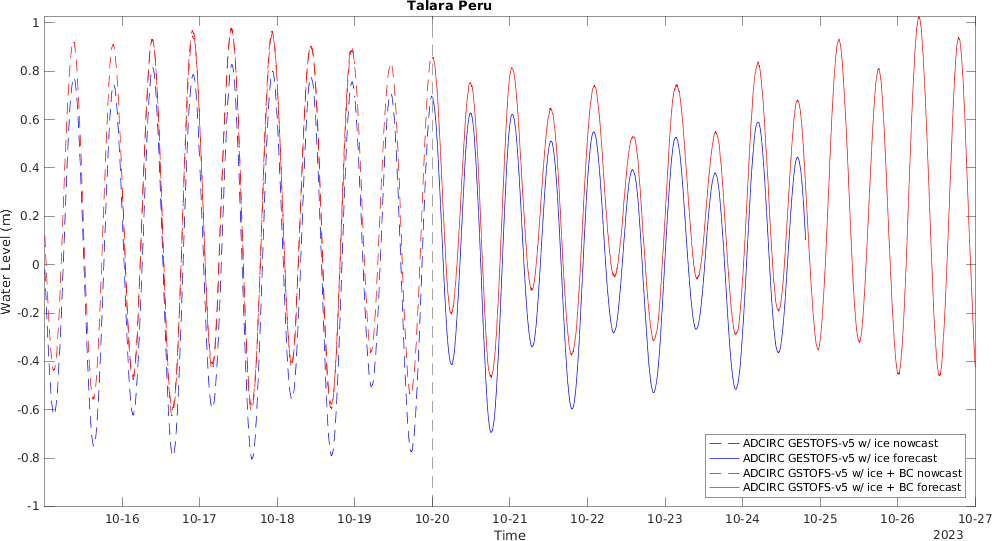 Talara Peru
1
0.8
0.6
0.4
0.2
0
-0.2
-0.4
-0.6
-0.8
-1
Water Level (m)
10-16 10-17 10-18 10-19 10-20 10-21 10-22 10-23 10-24 10-25 10-26 10-27
Time
2023
ADCIRC GESTOFS-v5 w/ ice nowcast
ADCIRC GESTOFS-v5 w/ ice forecast
ADCIRC GSTOFS-v5 w/ ice + BC nowcast
ADCIRC GSTOFS-v5 w/ ice + BC forecast